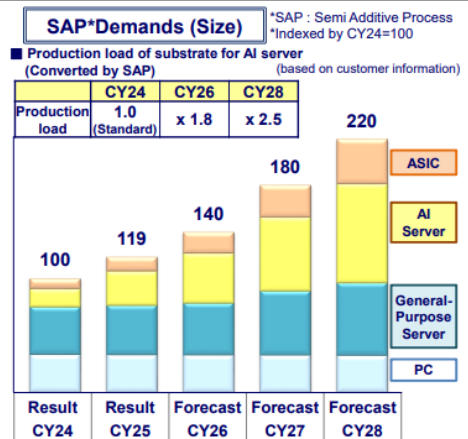 SAP*Demands (Size)
*SAP : Semi Additive Process
*Indexed by CY24=100
■ Production load of substrate for AI server
(Converted by SAP)
(based on customer information)
CY24 CY26 CY28
Production load 1.0 (Standard) x 1.8 x 2.5
100
119
140
180
220
ASIC
AI
Server
General-
Purpose
Server
PC
Result Result Forecast Forecast Forecast
CY24 CY25 CY26 CY27 CY28